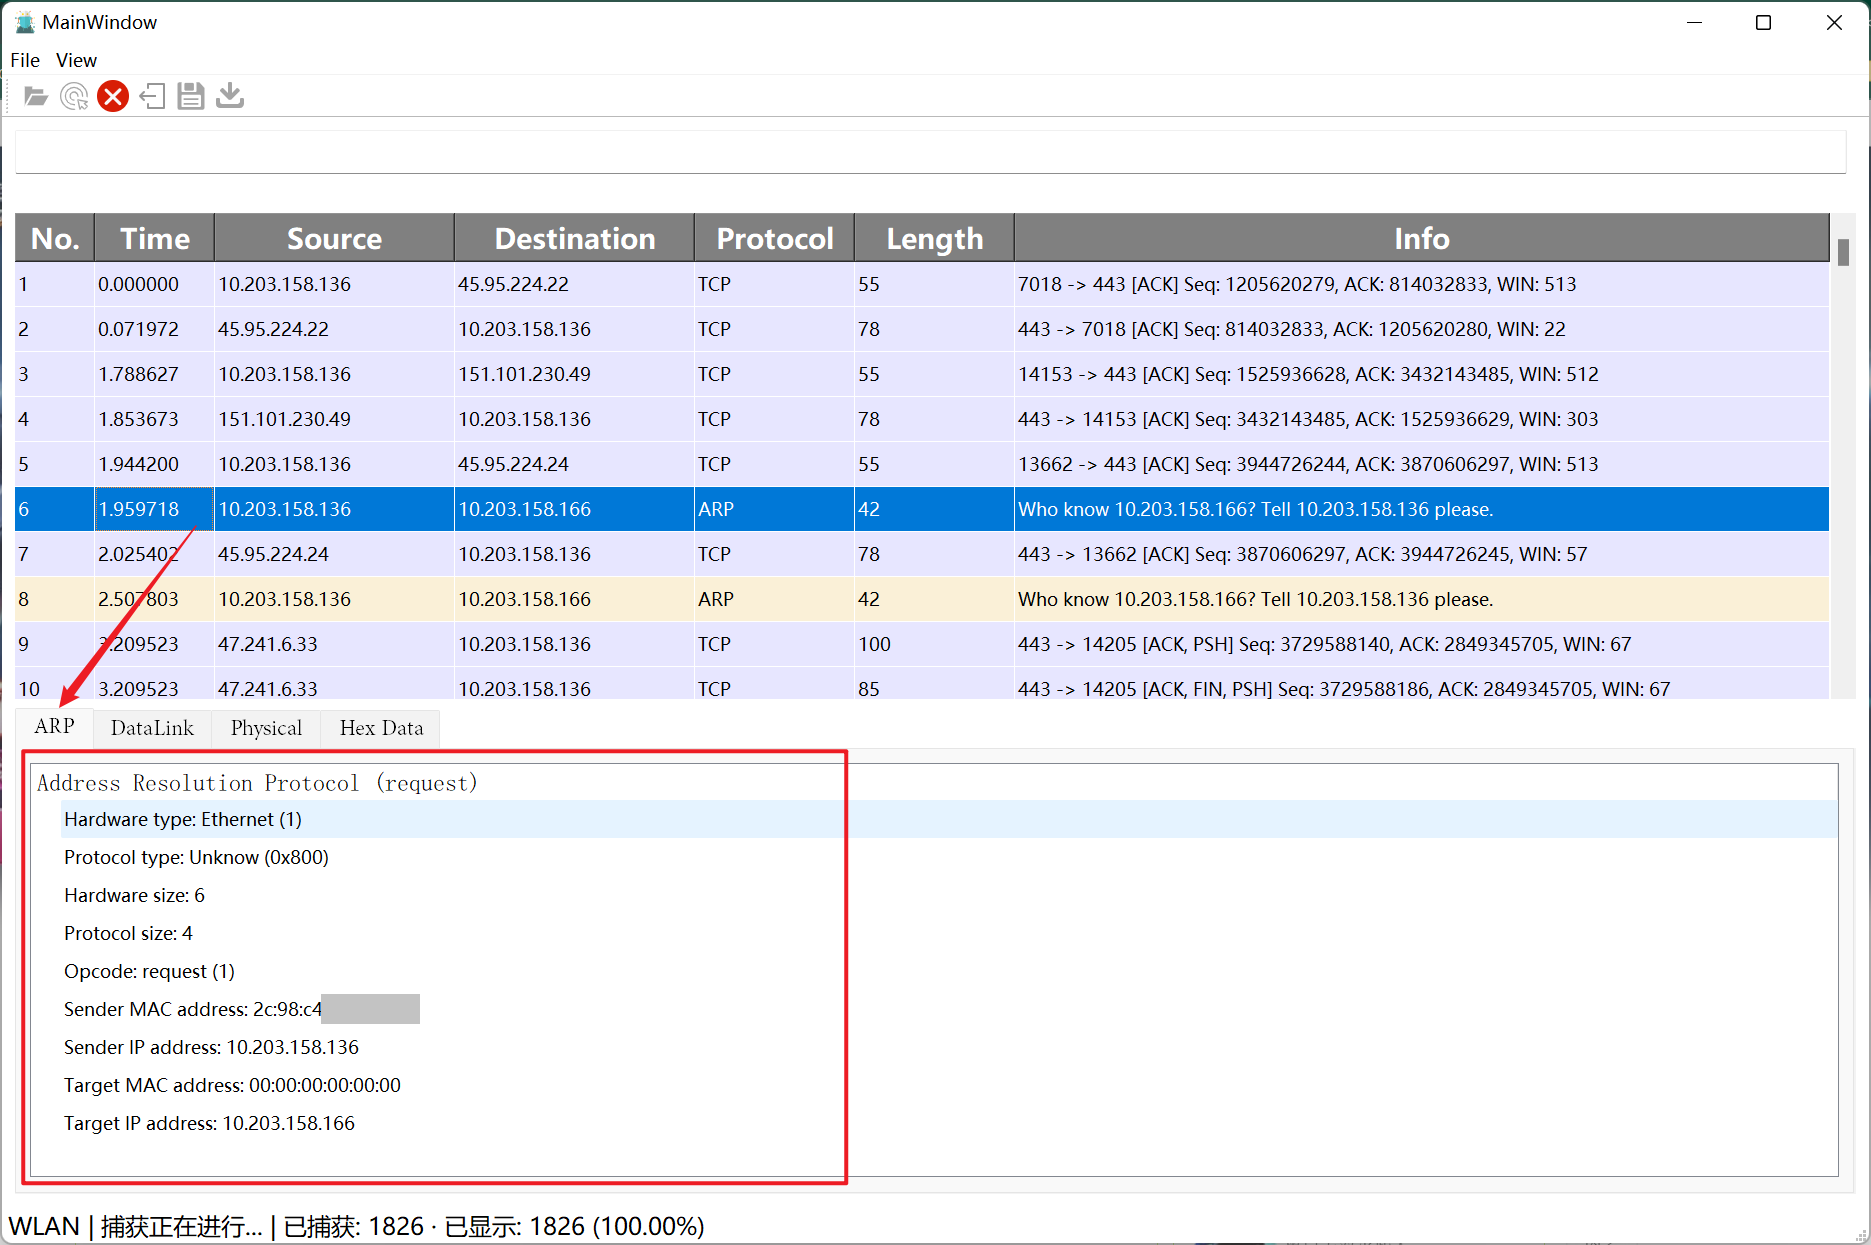 MainWindow
File View
No. Time Source Destination Protocol Length Info
1 0.000000 10.203.158.136 45.95.224.22 TCP 55 7018 -> 443 [ACK] Seq: 1205620279, ACK: 814032833, WIN: 513
2 0.071972 45.95.224.22 10.203.158.136 TCP 78 443 -> 7018 [ACK] Seq: 814032833, ACK: 1205620280, WIN: 22
3 1.788627 10.203.158.136 151.101.230.49 TCP 55 14153 -> 443 [ACK] Seq: 1525936628, ACK: 3432143485, WIN: 512
4 1.853673 151.101.230.49 10.203.158.136 TCP 78 443 -> 14153 [ACK] Seq: 3432143485, ACK: 1525936629, WIN: 303
5 1.944200 10.203.158.136 45.95.224.24 TCP 55 13662 -> 443 [ACK] Seq: 3944726244, ACK: 3870606297, WIN: 513
6 1.959718 10.203.158.136 10.203.158.166 ARP 42 Who know 10.203.158.166? Tell 10.203.158.136 please.
7 2.025402 45.95.224.24 10.203.158.136 TCP 78 443 -> 13662 [ACK] Seq: 3870606297, ACK: 3944726245, WIN: 57
8 2.507803 10.203.158.136 10.203.158.166 ARP 42 Who know 10.203.158.166? Tell 10.203.158.136 please.
9 3.209523 47.241.6.33 10.203.158.136 TCP 100 443 -> 14205 [ACK, PSH] Seq: 3729588140, ACK: 2849345705, WIN: 67
10 3.209523 47.241.6.33 10.203.158.136 TCP 85 443 -> 14205 [ACK, FIN, PSH] Seq: 3729588186, ACK: 2849345705, WIN: 67
ARP DataLink Physical Hex Data
Address Resolution Protocol (request)
Hardware type: Ethernet (1)
Protocol type: Unknow (0x800)
Hardware size: 6
Protocol size: 4
Opcode: request (1)
Sender MAC address: 2c:98:c4
Sender IP address: 10.203.158.136
Target MAC address: 00:00:00:00:00:00
Target IP address: 10.203.158.166
WLAN | 捕获正在进行... | 已捕获: 1826 · 已显示: 1826 (100.00%)